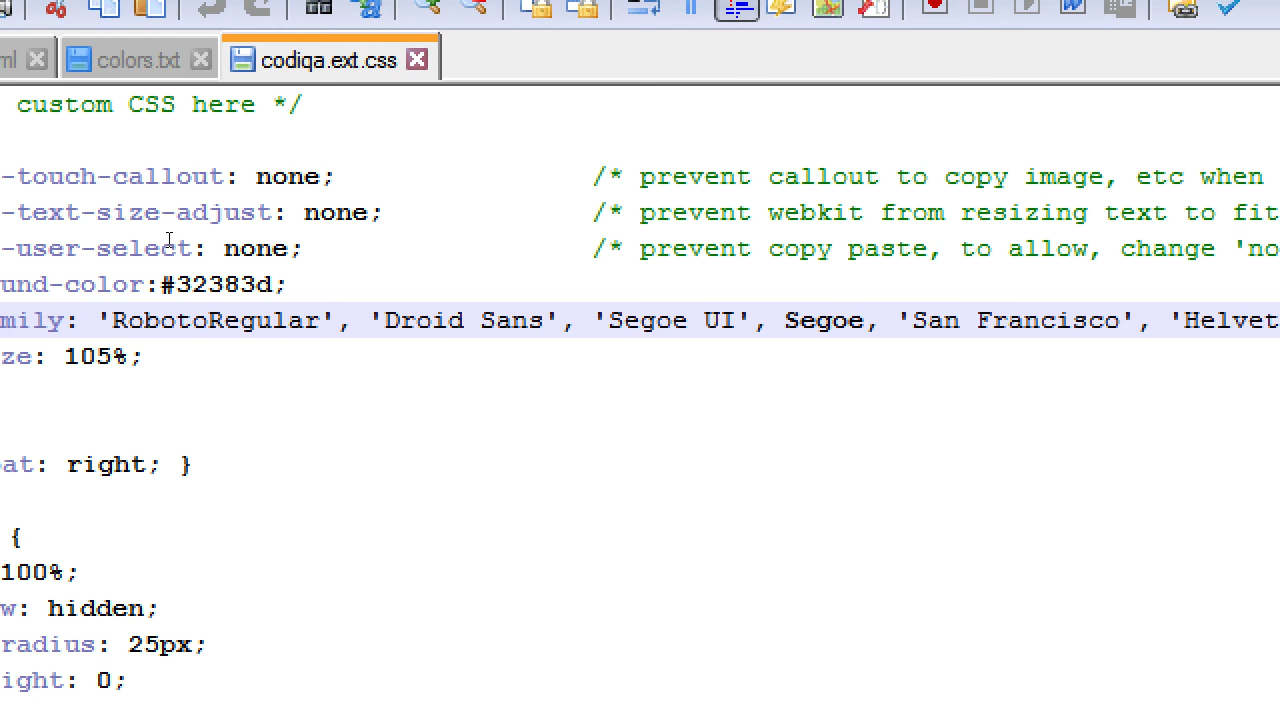 ml colors.txt codiqa.ext.css
custom CSS here */
-touch-callout: none; /* prevent callout to copy image, etc when
-text-size-adjust: none; /* prevent webkit from resizing text to fit
-user-select: none; /* prevent copy paste, to allow, change 'no
und-color:#32383d;
mily: 'RobotoRegular', 'Droid Sans', 'Segoe UI', Segoe, 'San Francisco', 'Helvet
ze: 105%;
at: right; }
{
100%;
w: hidden;
radius: 25px;
ight: 0;